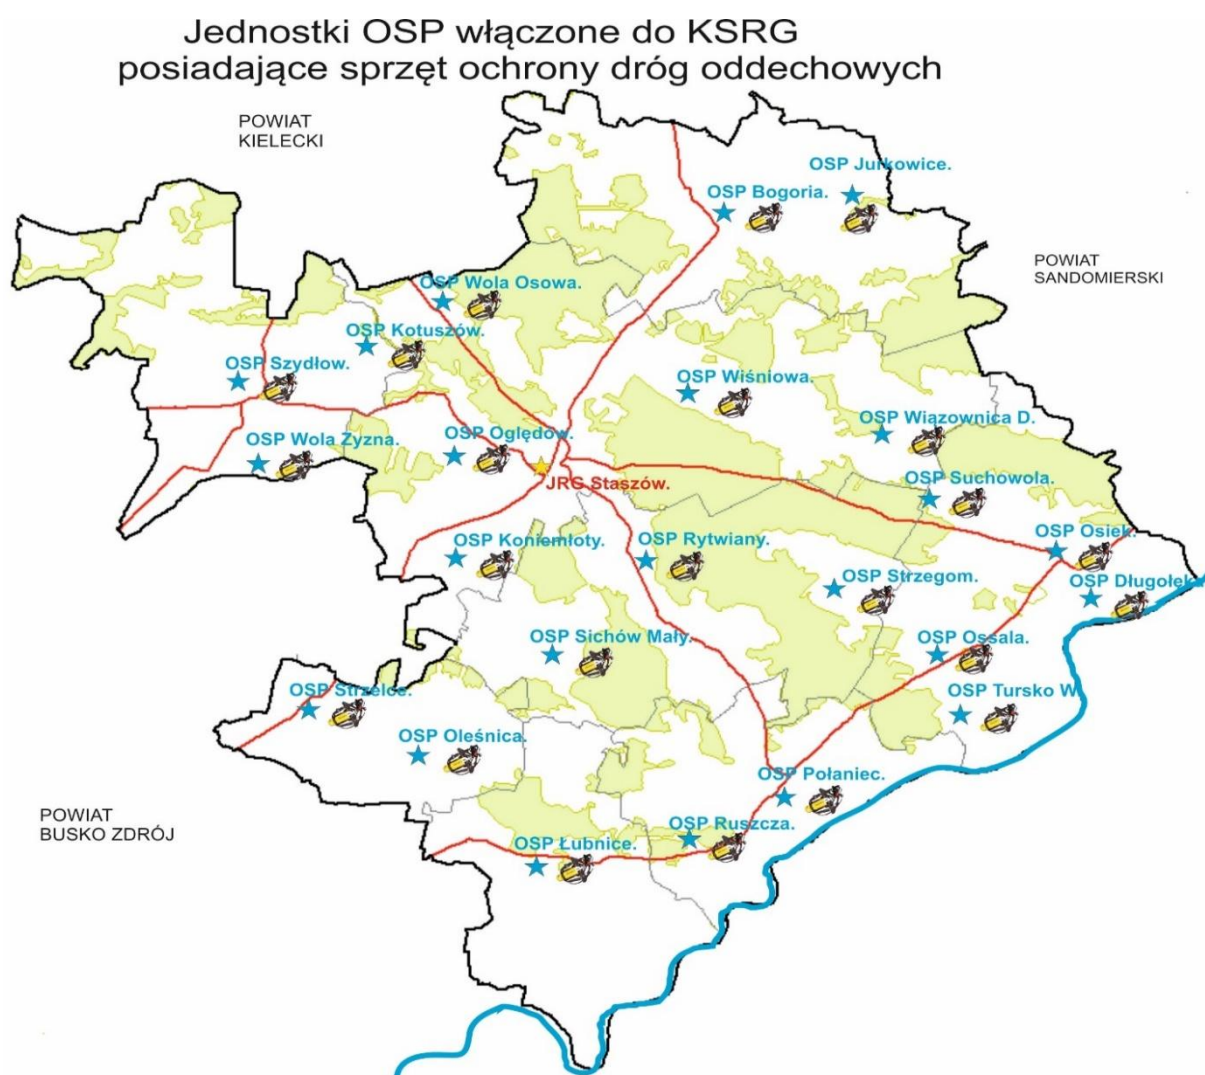 Jednostki OSP włączone do KSRG
posiadające sprzęt ochrony dróg oddechowych
POWIAT
KIELECKI
OSP Jurkowice.
OSP Bogoria.
POWIAT
SANDOMIERSKI
OSP Wola Osowa.
OSP Kotuszów.
OSP Szydłow.
OSP Wiśniowa.
OSP Wiązownica D.
OSP Wola Żyzna.
OSP Oględów.
JRG Staszów.
OSP Suchowola.
OSP Osiek.
OSP Koniemłoty.
OSP Rytwiany.
OSP Strzegom.
OSP Długołęka
OSP Sichów Mały.
OSP Ossala.
OSP Strzelce.
OSP Tursko W.
OSP Oleśnica.
OSP Połaniec.
POWIAT
BUSKO ZDRÓJ
OSP Ruszcza.
OSP Łubnice.